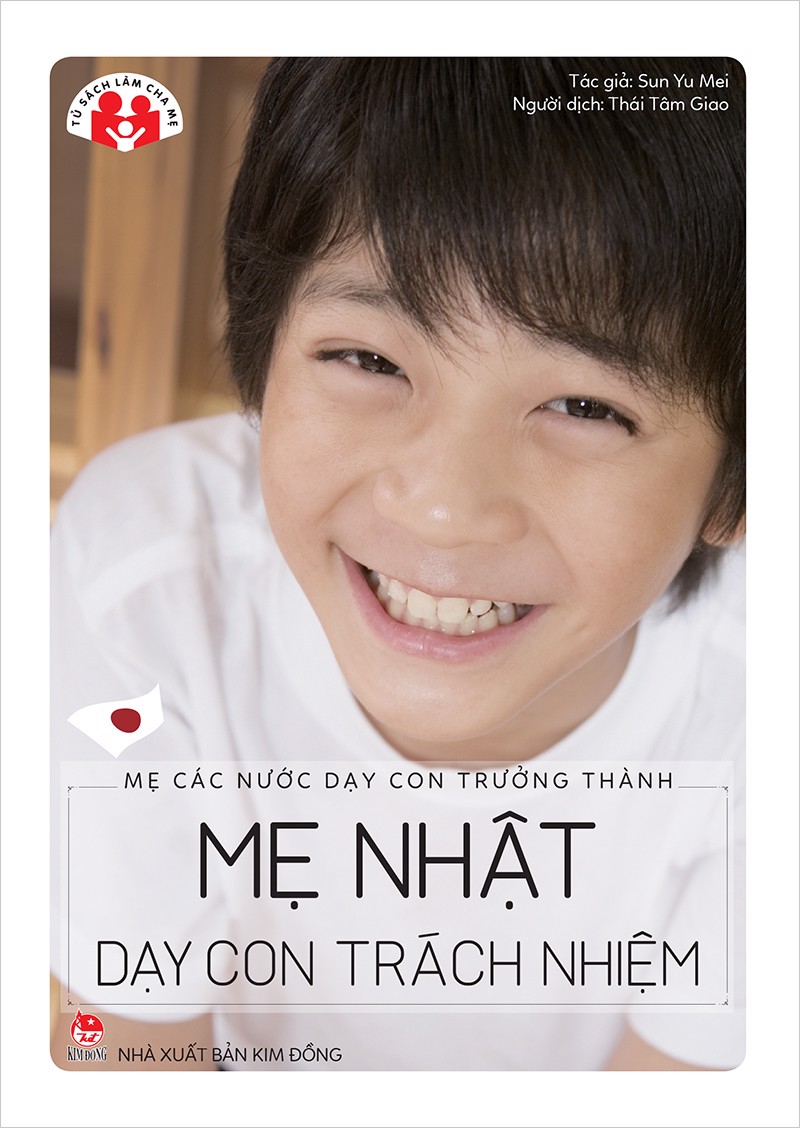 TỦ SÁCH LÀM CHA MẸ
Tác giả: Sun Yu Mei
Người dịch: Thái Tâm Giao
MẸ CÁC NƯỚC DẠY CON TRƯỞNG THÀNH
MẸ NHẬT
DẠY CON TRÁCH NHIỆM
KIM ĐỒNG
NHÀ XUẤT BẢN KIM ĐỒNG